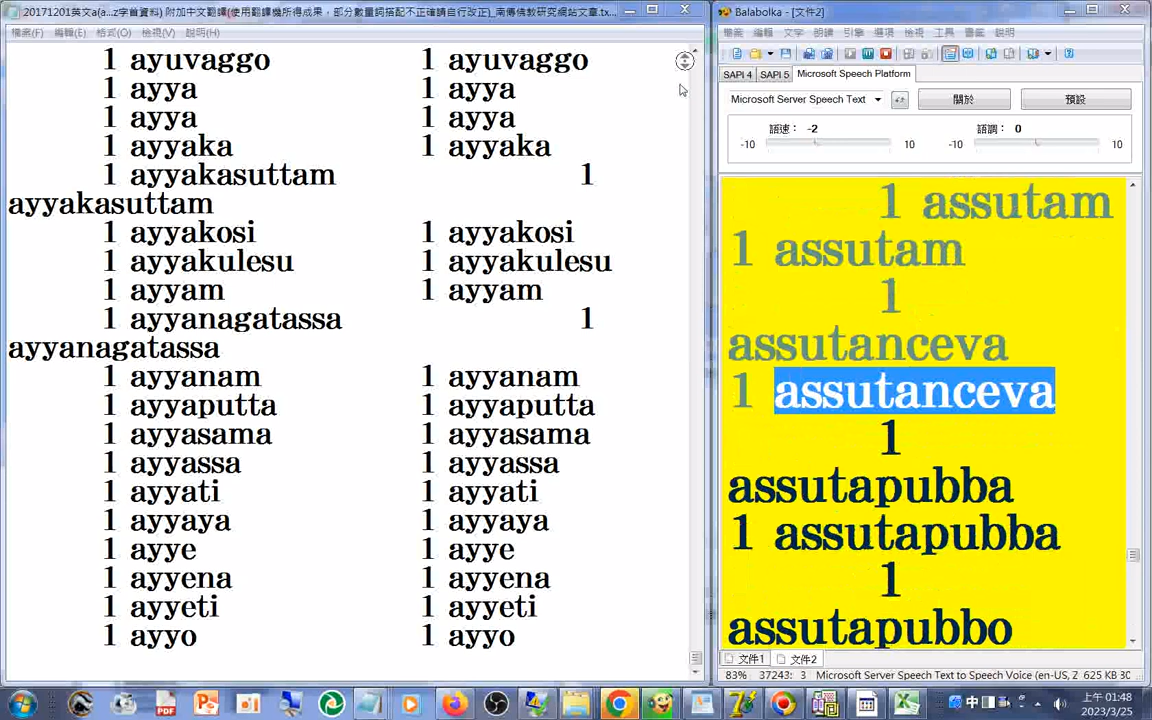 20171201英文a(a...z字首資料) 附加中文翻譯(使用翻譯機所得成果，部分數量詞搭配不正確請自行改正)_南傳佛教研究網站文章.tx...
檔案(F) 編輯(E) 格式(O) 檢視(V) 說明(H)
1 ayuvaggo 1 ayuvaggo
1 ayya 1 ayya
1 ayya 1 ayya
1 ayyaka 1 ayyaka
1 ayyakasuttam 1
ayyakasuttam
1 ayyakosi 1 ayyakosi
1 ayyakulesu 1 ayyakulesu
1 ayyam 1 ayyam
1 ayyanagatassa 1
ayyanagatassa
1 ayyanam 1 ayyanam
1 ayyaputta 1 ayyaputta
1 ayyasama 1 ayyasama
1 ayyassa 1 ayyassa
1 ayyati 1 ayyati
1 ayyaya 1 ayyaya
1 ayye 1 ayye
1 ayyena 1 ayyena
1 ayyeti 1 ayyeti
1 ayyo 1 ayyo
Balabolka - [文件2]
檔案 編輯 文字 朗讀 引擎 選項 檢視 工具 書籤 說明
SAPI 4 SAPI 5 Microsoft Speech Platform
Microsoft Server Speech Text 關於 預設
語速： -2 語調： 0
-10 10 -10 10
1 assutam
1 assutam
1
assutanceva
1 assutanceva
1
assutapubba
1 assutapubba
1
assutapubbo
文件1 文件2
83% 37243: 3 Microsoft Server Speech Text to Speech Voice (en-US, Z 625 KB
中
上午 01:48
2023/3/25